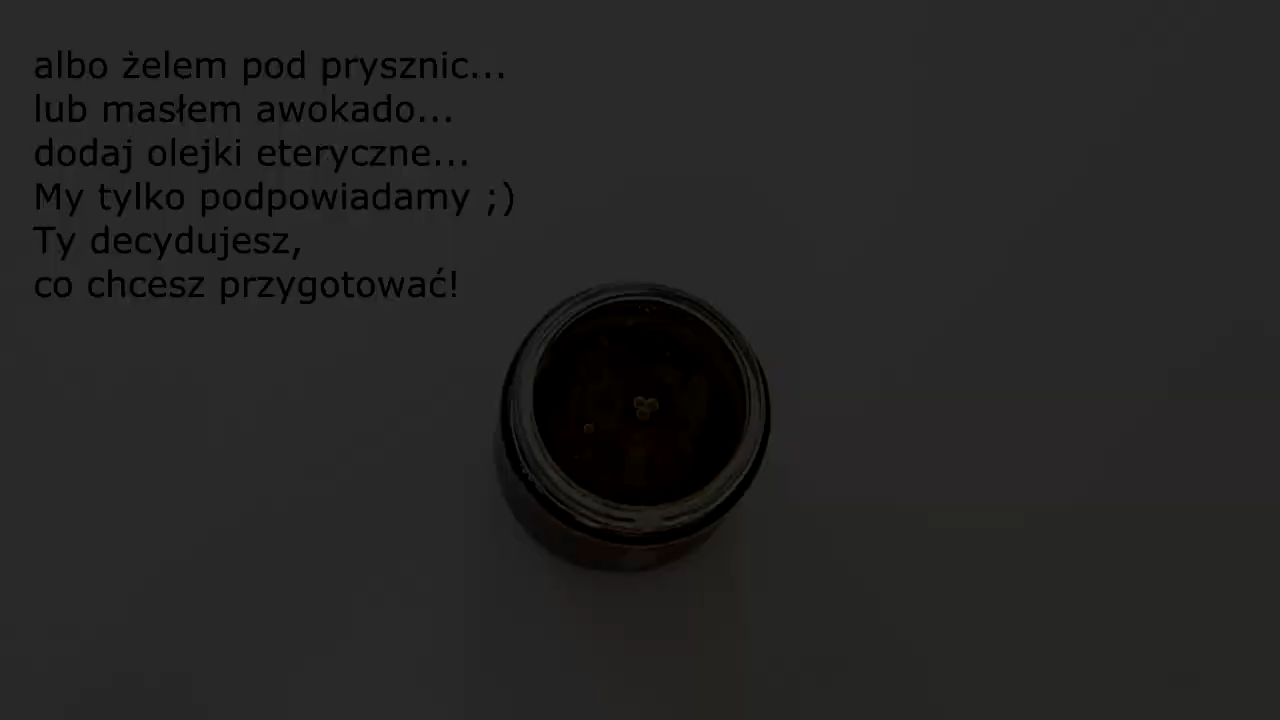 albo żelem pod prysznic...
lub masłem awokado...
dodaj olejki eteryczne...
My tylko podpowiadamy ;)
Ty decydujesz,
co chcesz przygotować!